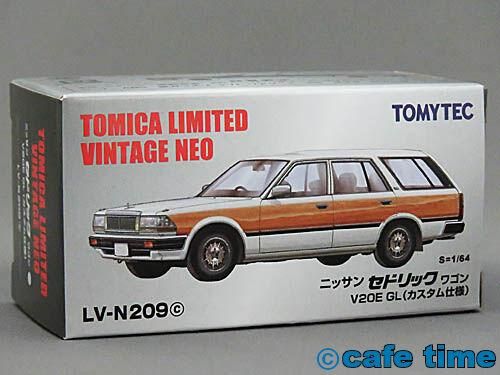 TOMICA LIMITED
VINTAGE NEO
TOMYTEC
S=1/64
ニッサン セドリック ワゴン
V20E GL(カスタム仕様)
LV-N209ⓒ
TOMICA LIMITED
VINTAGE NEO
©cafe time